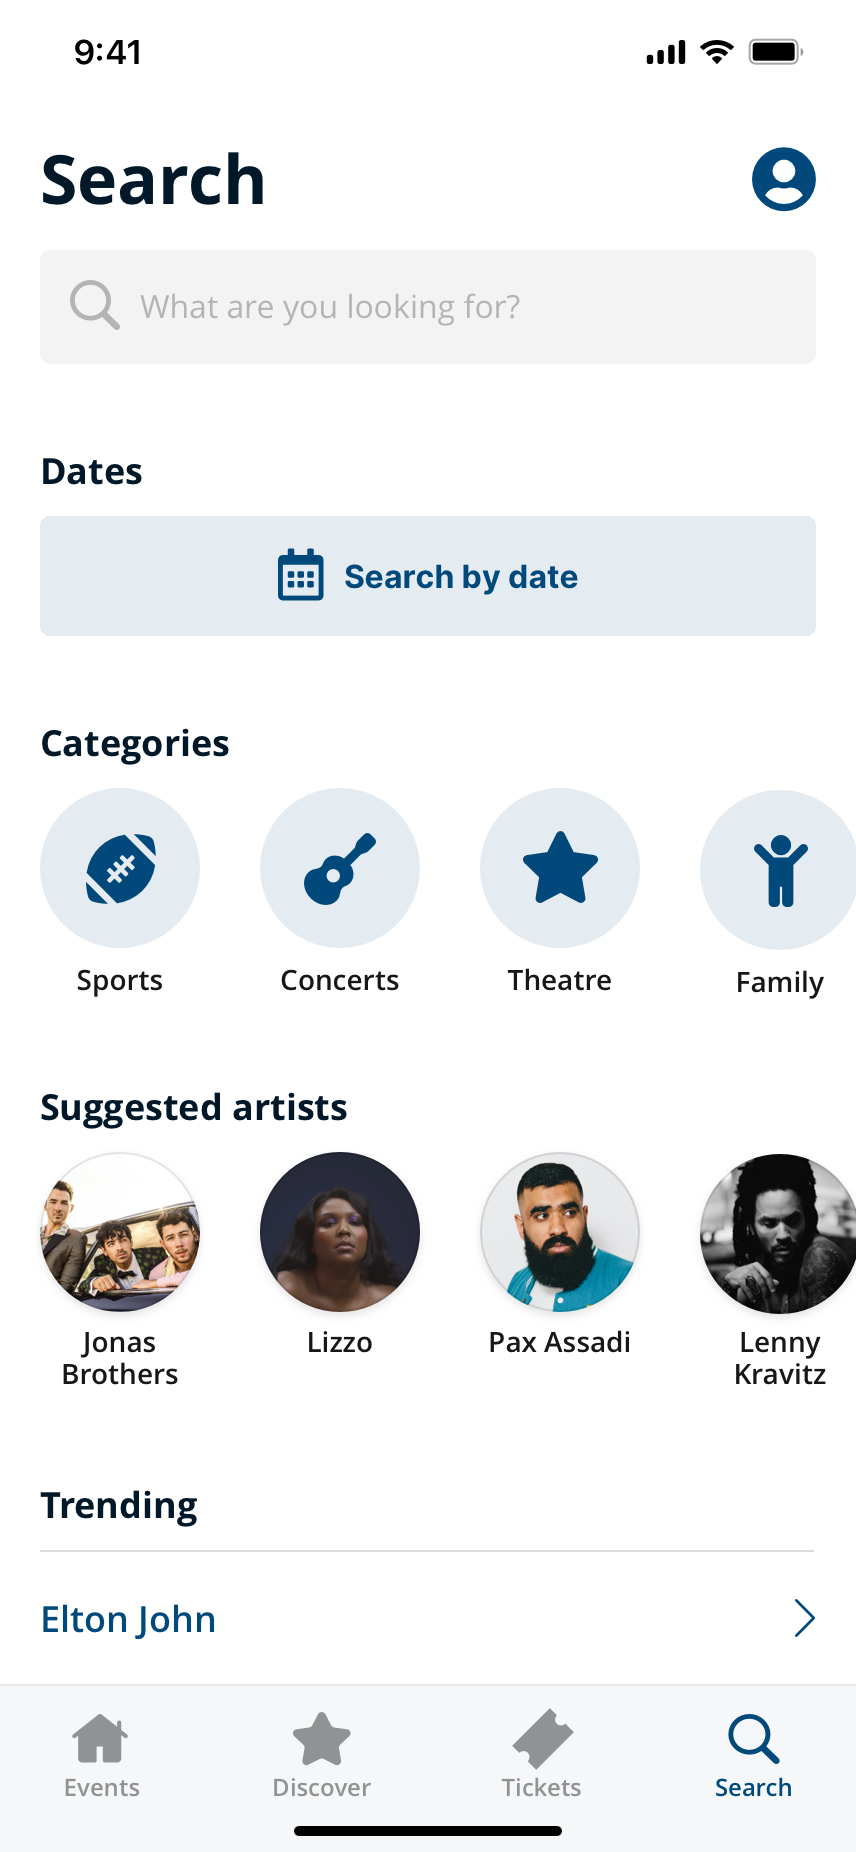 9:41
Search
What are you looking for?
Dates
Search by date
Categories
Sports
Concerts
Theatre
Family
Suggested artists
Jonas
Brothers
Lizzo
Pax Assadi
Lenny
Kravitz
Trending
Elton John
Events
Discover
Tickets
Search